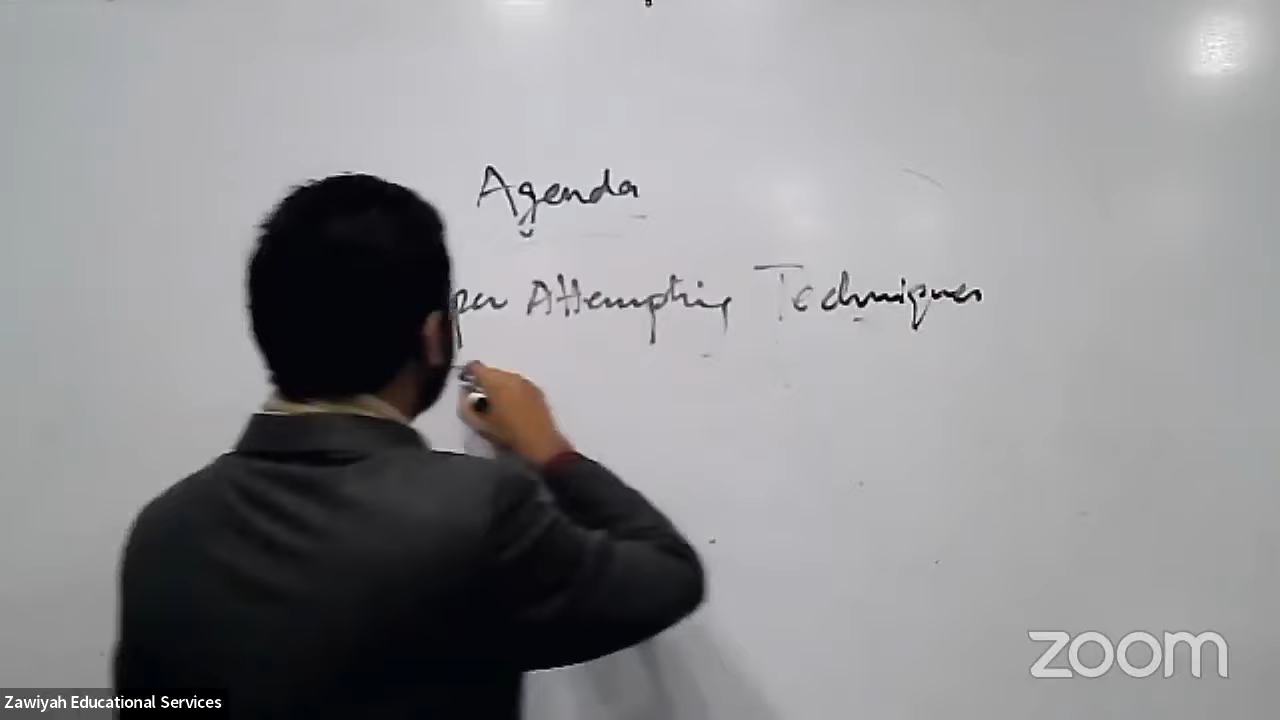 Agenda
per Attempting Techniques
zoom
Zawiyah Educational Services